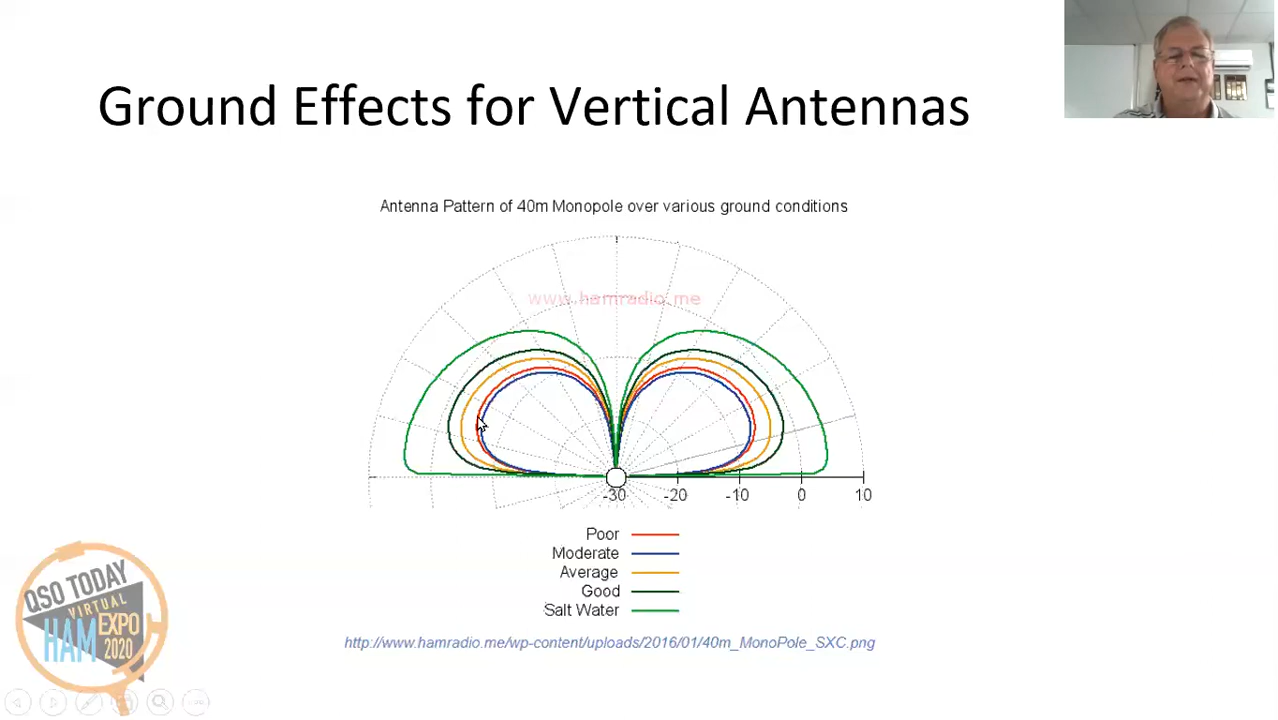 Ground Effects for Vertical Antennas
Antenna Pattern of 40m Monopole over various ground conditions
www.hamradio.me
-30 -20 -10 0 10
Poor
Moderate
Average
Good
Salt Water
http://www.hamradio.me/wp-content/uploads/2016/01/40m_MonoPole_SXC.png
QSO TODAY
VIRTUAL
HAM EXPO
2020